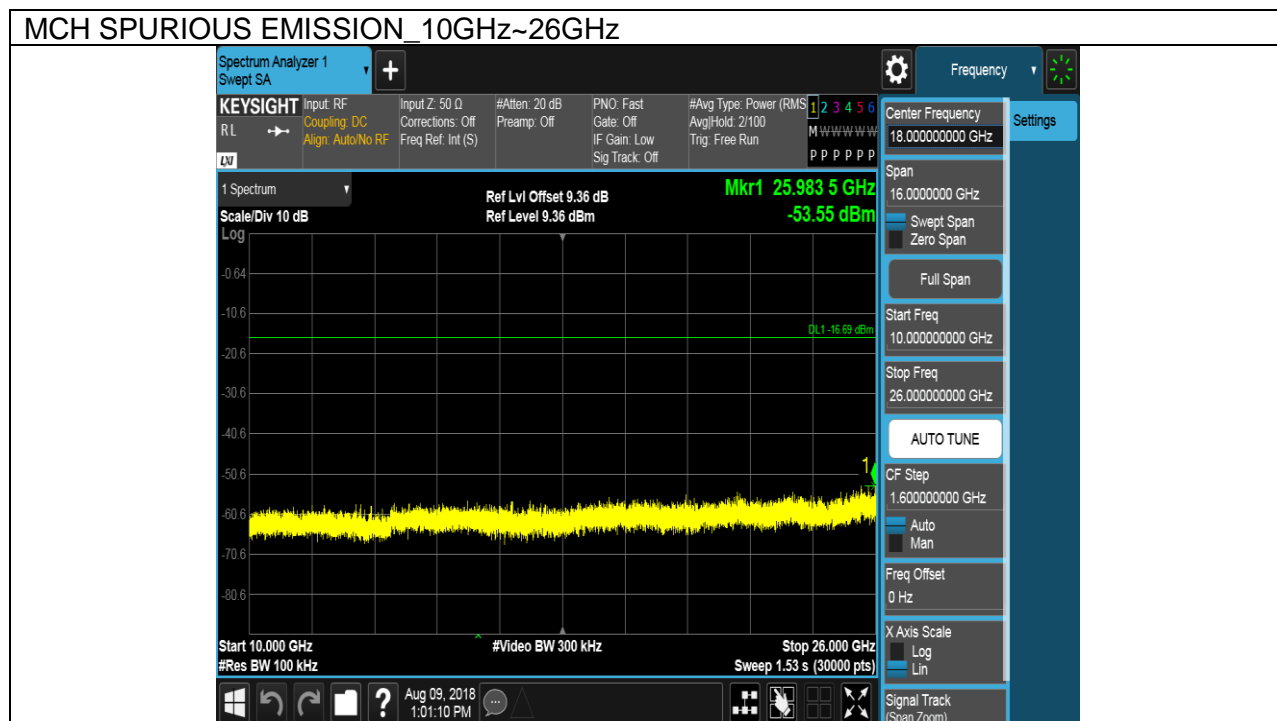 MCH SPURIOUS EMISSION_10GHz~26GHz
Spectrum Analyzer 1
Swept SA
+
Frequency
KEYSIGHT
RL
LXI
Input: RF
Coupling: DC
Align: Auto/No RF
Input Z: 50 Ω
Corrections: Off
Freq Ref: Int (S)
#Atten: 20 dB
Preamp: Off
PNO: Fast
Gate: Off
IF Gain: Low
Sig Track: Off
#Avg Type: Power (RMS
Avg|Hold: 2/100
Trig: Free Run
1 2 3 4 5 6
M W W W W W
P P P P P P
1 Spectrum
Scale/Div 10 dB
Ref Lvl Offset 9.36 dB
Ref Level 9.36 dBm
Mkr1 25.983 5 GHz
-53.55 dBm
Log
-0.64
-10.6
DL1 -16.69 dBm
-20.6
-30.6
-40.6
-50.6
1
-60.6
-70.6
-80.6
Start 10.000 GHz
#Video BW 300 kHz
Stop 26.000 GHz
#Res BW 100 kHz
Sweep 1.53 s (30000 pts)
?
Aug 09, 2018
1:01:10 PM
Center Frequency
18.000000000 GHz
Settings
Span
16.0000000 GHz
Swept Span
Zero Span
Full Span
Start Freq
10.000000000 GHz
Stop Freq
26.000000000 GHz
AUTO TUNE
CF Step
1.600000000 GHz
Auto
Man
Freq Offset
0 Hz
X Axis Scale
Log
Lin
Signal Track
(Span Zoom)